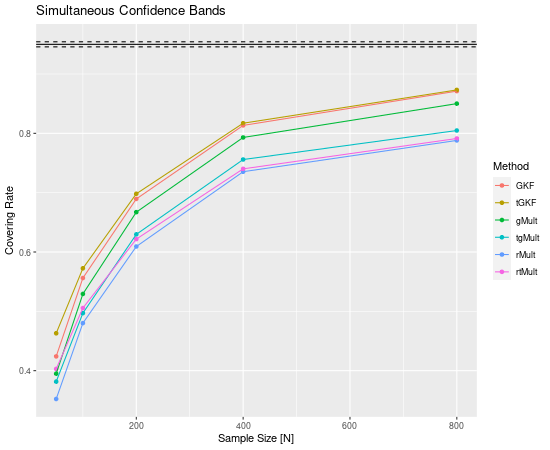 Simultaneous Confidence Bands
Covering Rate
0.8
0.6
0.4
200
400
600
800
Sample Size [N]
Method
GKF
tGKF
gMult
tgMult
rMult
rtMult